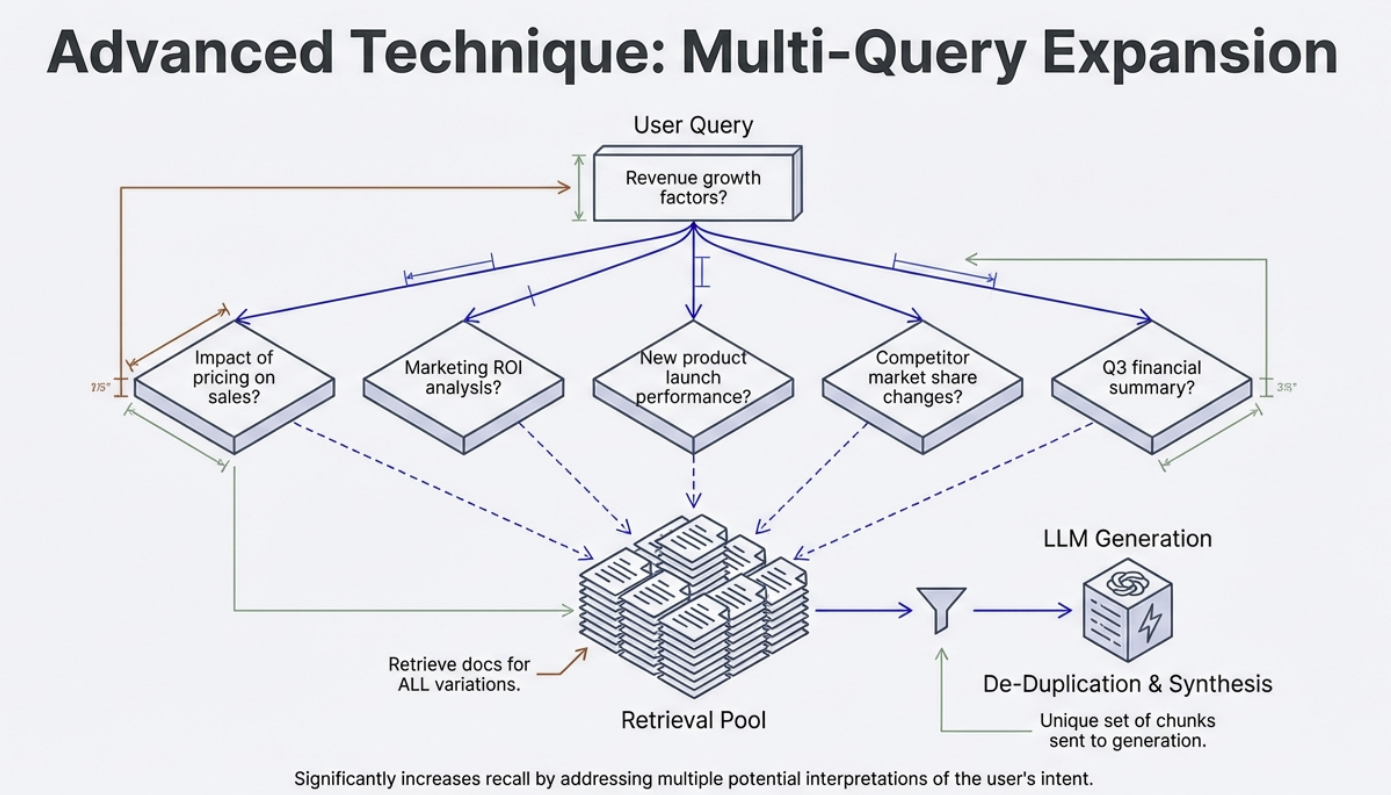 Advanced Technique: Multi-Query Expansion
User Query
Revenue growth
factors?
Impact of
pricing on
sales?
Marketing ROI
analysis?
New product
launch
performance?
Competitor
market share
changes?
Q3 financial
summary?
LLM Generation
Retrieve docs for
ALL variations.
De-Duplication & Synthesis
Retrieval Pool
Unique set of chunks
sent to generation.
Significantly increases recall by addressing multiple potential interpretations of the user's intent.